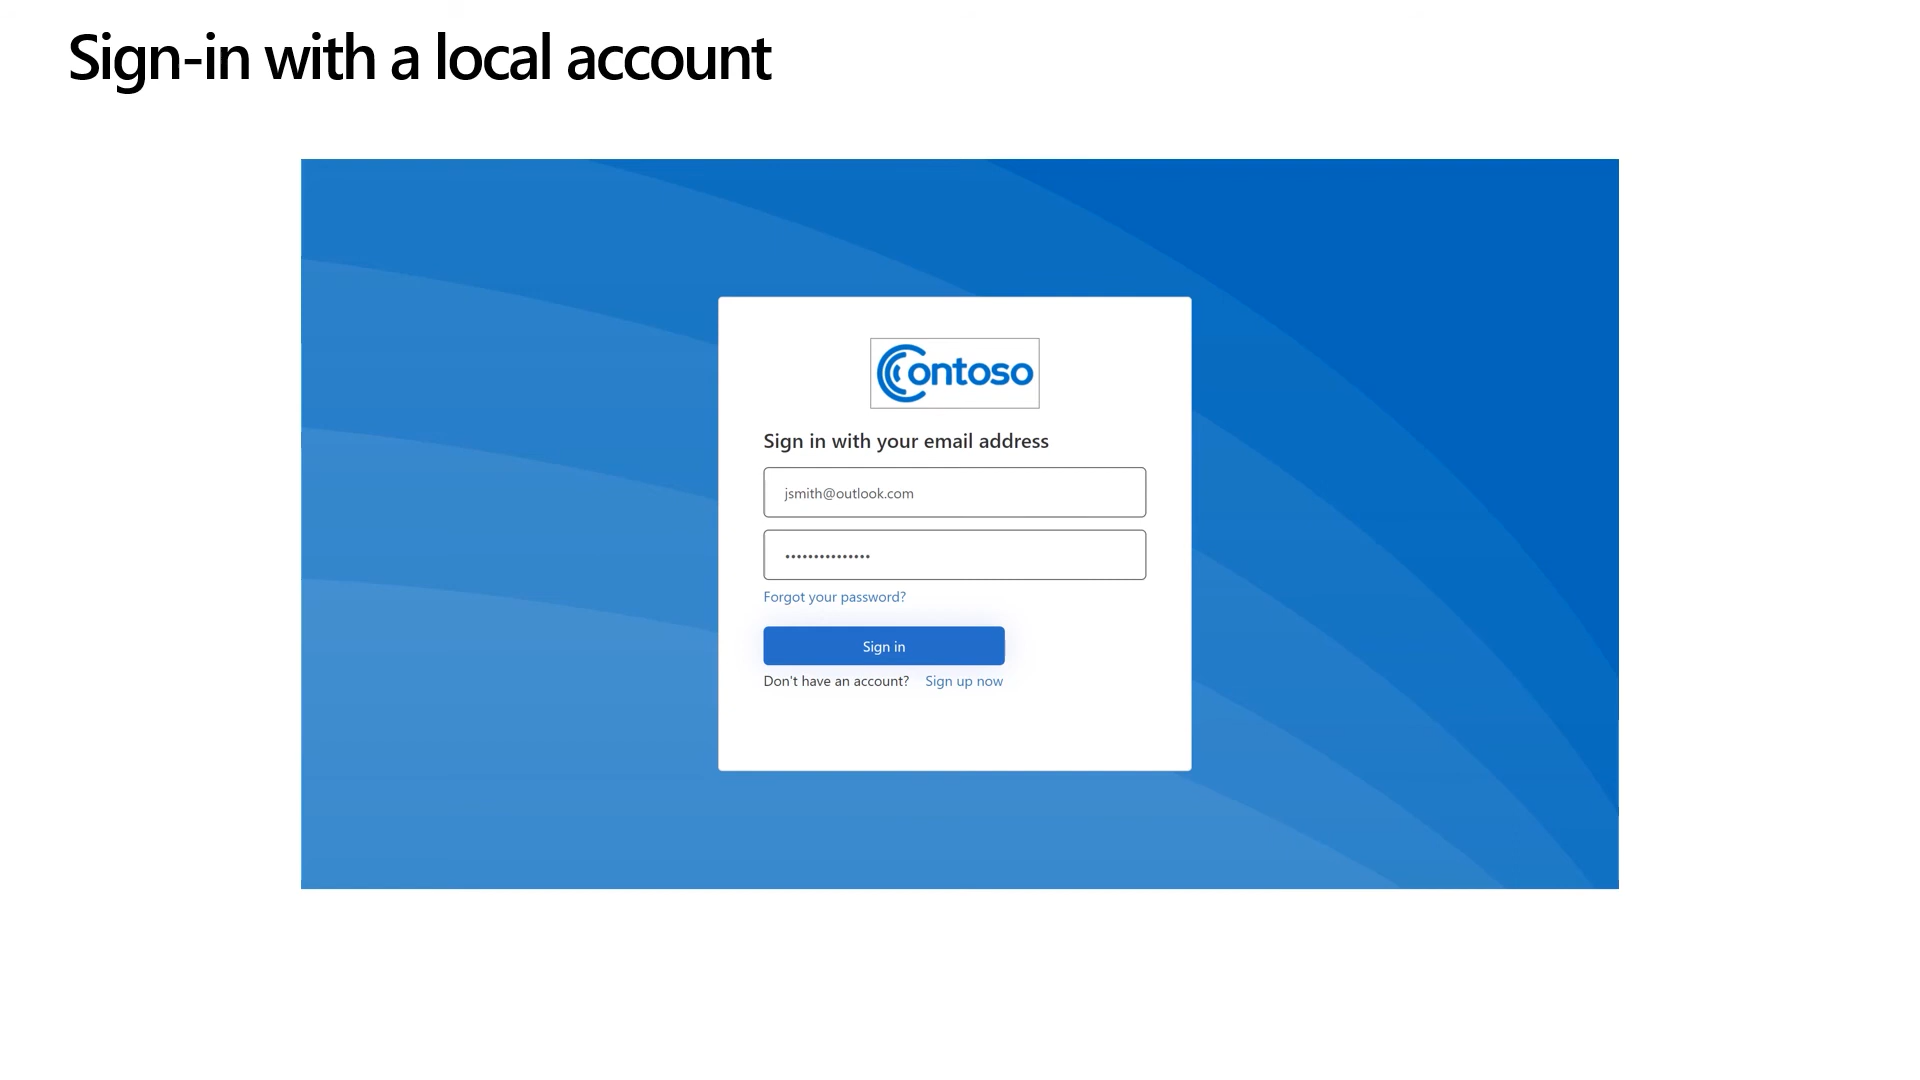 Sign-in with a local account
Contoso
Sign in with your email address
jsmith@outlook.com
•••••••••••••••
Forgot your password?
Sign in
Don't have an account? Sign up now